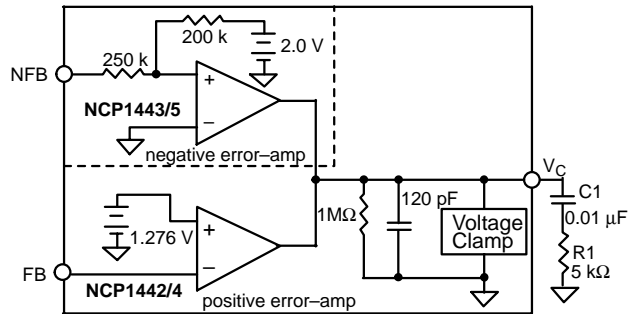 200 k
2.0 V
250 k
NFB
+
−
NCP1443/5
negative error–amp
VC
C1
120 pF
0.01 μF
1MΩ
Voltage
Clamp
1.276 V
+
−
R1
5 kΩ
FB
NCP1442/4
positive error–amp